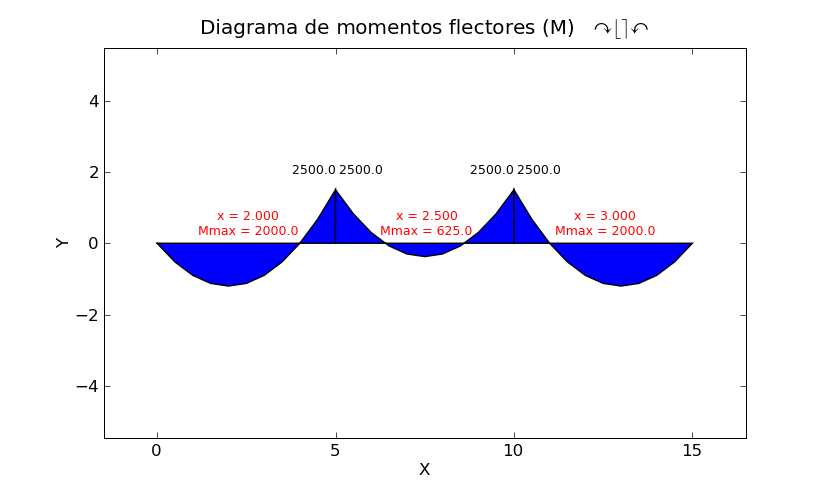 Diagrama de momentos flectores (M) ↷⌊⌉↶
4
2500.0 2500.0 2500.0 2500.0
2
x = 2.000 x = 2.500 x = 3.000
Mmax = 2000.0 Mmax = 625.0 Mmax = 2000.0
Y
0
−2
−4
0 5 10 15
X